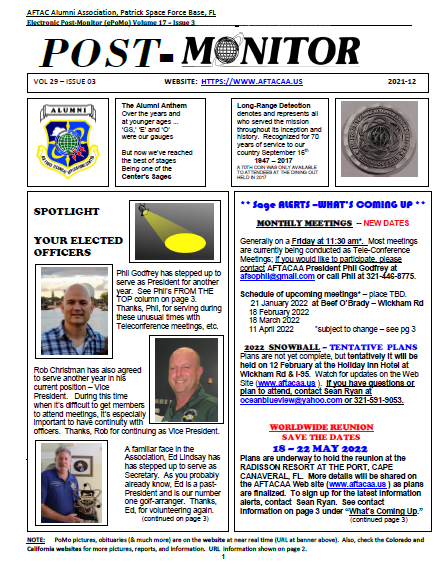 AFTAC Alumni Association, Patrick Space Force Base, FL
Electronic Post-Monitor (ePoMo) Volume 17 – Issue 3
POST-MONITOR
VOL 29 – ISSUE 03 WEBSITE: HTTPS://WWW.AFTACAA.US 2021-12
ALUMNI
The Alumni Anthem
Over the years and
at younger ages ...
'GS,' 'E' and 'O'
were our gauges
But now we've reached
the best of stages
Being one of the
Center's Sages
Long-Range Detection
denotes and represents all
who served the mission
throughout its inception and
history. Recognized for 70
years of service to our
country September 16th
1947 – 2017
A 70TH COIN WAS ONLY AVAILABLE
TO ATTENDEES AT THE DINING OUT
HELD IN 2017
SPOTLIGHT
YOUR ELECTED
OFFICERS
Phil Godfrey has stepped up to
serve as President for another
year. See Phil's FROM THE
TOP column on page 3.
Thanks, Phil, for serving during
these unusual times with
Teleconference meetings, etc.
Rob Christman has also agreed
to serve another year in his
current position – Vice
President. During this time
when it's difficult to get members
to attend meetings, it's especially
important to have continuity with
officers. Thanks, Rob for continuing as Vice President.
A familiar face in the
Association, Ed Lindsay has
has stepped up to serve as
Secretary. As you probably
already know, Ed is a past-
President and is our number
one golf-arranger. Thanks,
Ed, for volunteering again.
(continued on page 3)
** Sage ALERTS –WHAT'S COMING UP **
MONTHLY MEETINGS – NEW DATES
Generally on a Friday at 11:30 am*. Most meetings
are currently being conducted as Tele-Conference
Meetings; if you would like to participate, please
contact AFTACAA President Phil Godfrey at
afsophil@gmail.com or call Phil at 321-446-8775.
Schedule of upcoming meetings* – place TBD.
21 January 2022 at Beef O'Brady – Wickham Rd
18 February 2022
18 March 2022
11 April 2022 *subject to change – see pg 3
2022 SNOWBALL – TENTATIVE PLANS
Plans are not yet complete, but tentatively it will be
held on 12 February at the Holiday Inn Hotel at
Wickham Rd & I-95. Watch for updates on the Web
Site (www.aftacaa.us ). If you have questions or
plan to attend, contact Sean Ryan at
oceanblueview@yahoo.com or 321-591-9053.
WORLDWIDE REUNION
SAVE THE DATES
18 – 22 MAY 2022
Plans are underway to hold the reunion at the
RADISSON RESORT AT THE PORT, CAPE
CANAVERAL, FL. More details will be shared on
the AFTACAA Web site (www.aftacaa.us ) as plans
are finalized. To sign up for the latest information
alerts, contact Sean Ryan. See contact
information on page 3 under "What's Coming Up."
(continued page 3)
NOTE: PoMo pictures, obituaries (& much more) are on the website at near real time (URL at banner above). Also, check the Colorado and
California websites for more pictures, reports, and information. URL information shown on page 2.
1